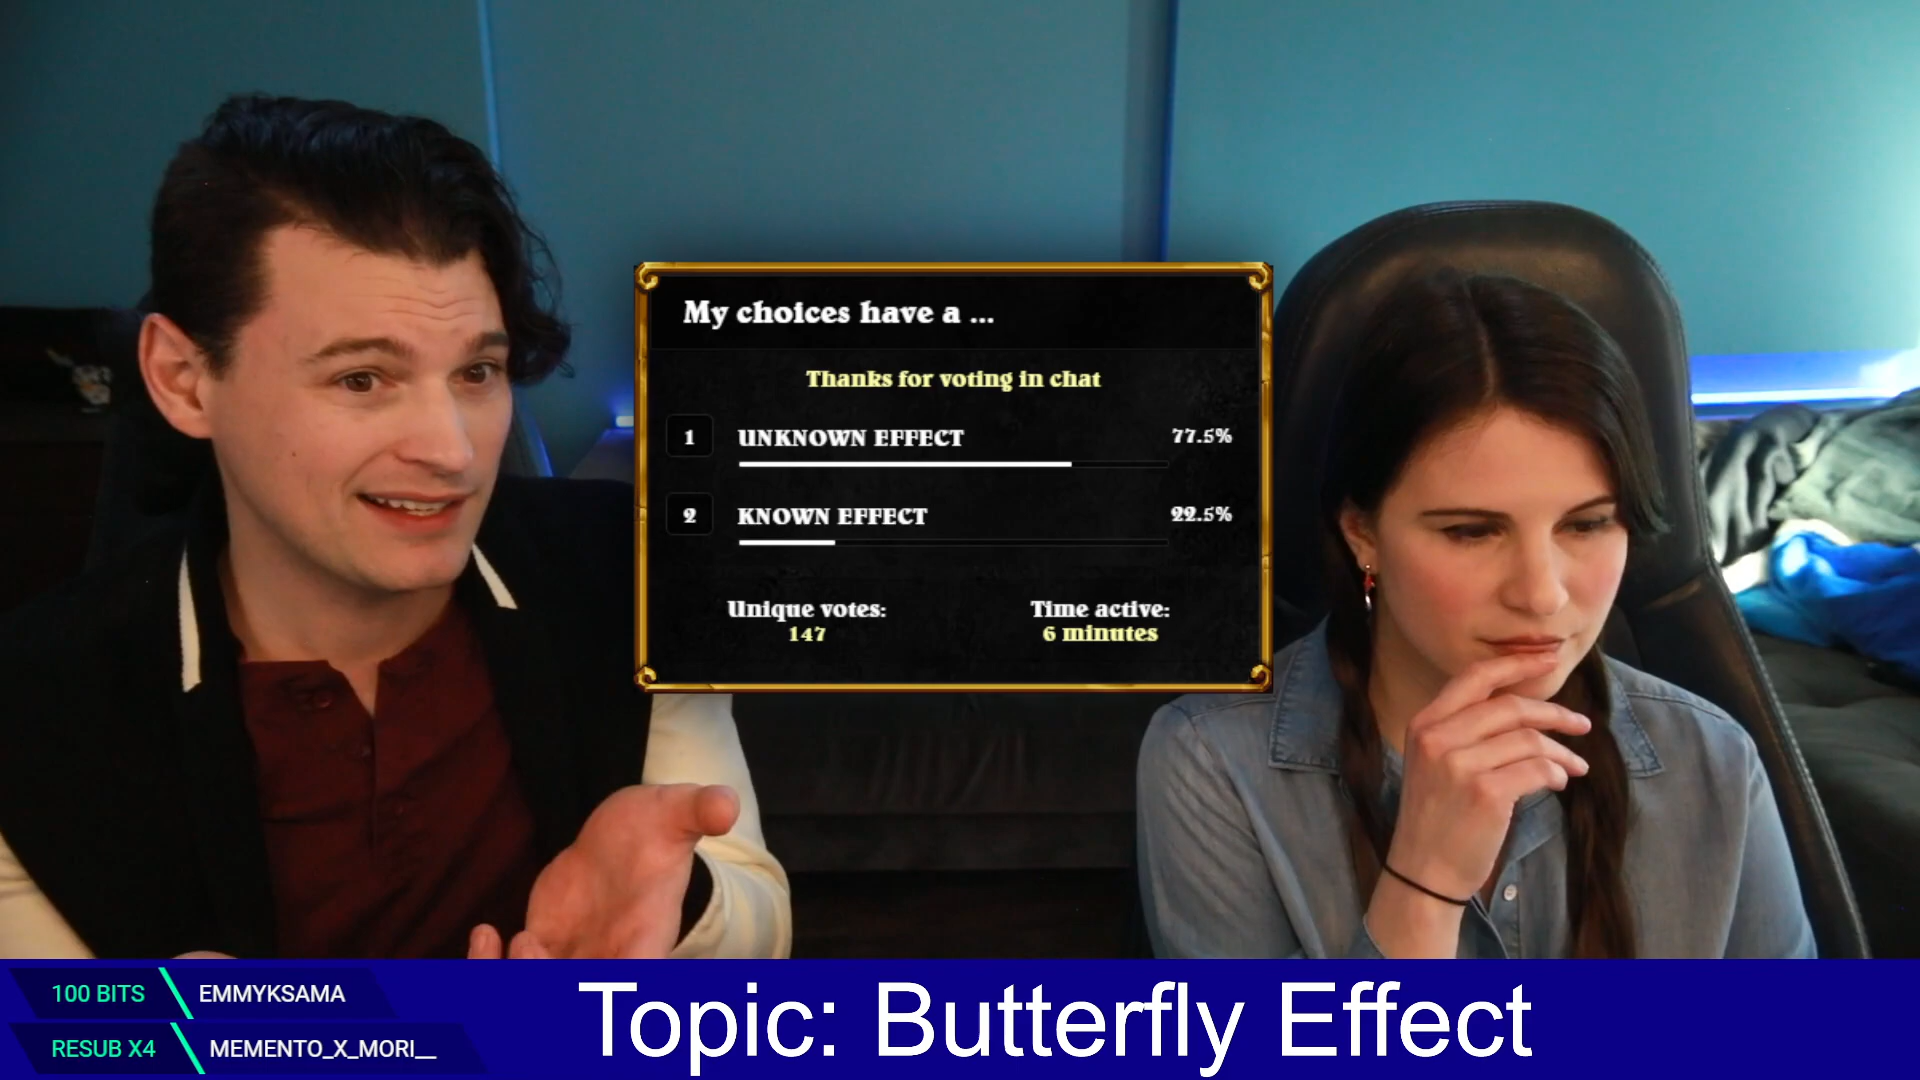 My choices have a ...
Thanks for voting in chat
1 UNKNOWN EFFECT 77.5%
2 KNOWN EFFECT 22.5%
Unique votes: Time active:
147 6 minutes
100 BITS EMMYKSAMA
RESUB X4 MEMENTO_X_MORI__
Topic: Butterfly Effect